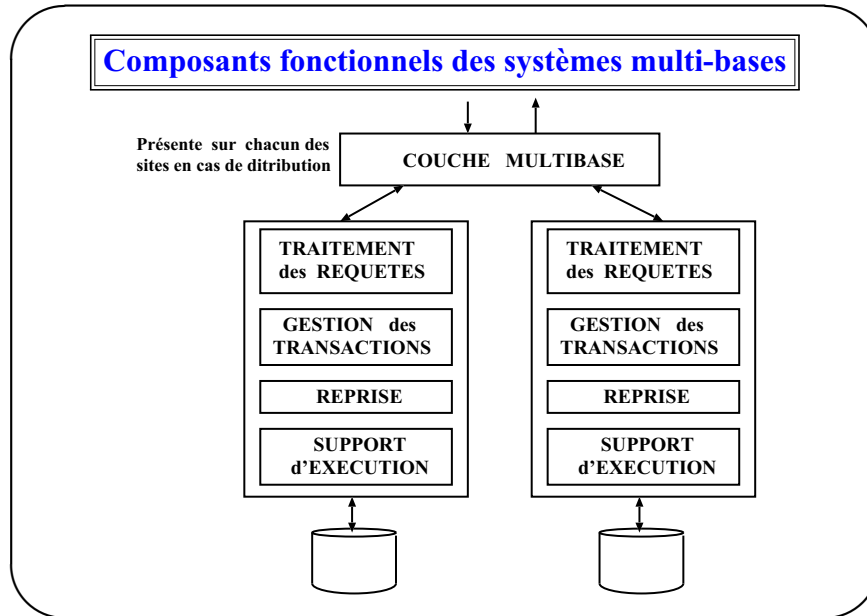 Composants fonctionnels des systèmes multi-bases
Présente sur chacun des
sites en cas de ditribution
COUCHE MULTIBASE
TRAITEMENT
des REQUETES
GESTION des
TRANSACTIONS
REPRISE
SUPPORT
d'EXECUTION
TRAITEMENT
des REQUETES
GESTION des
TRANSACTIONS
REPRISE
SUPPORT
d'EXECUTION